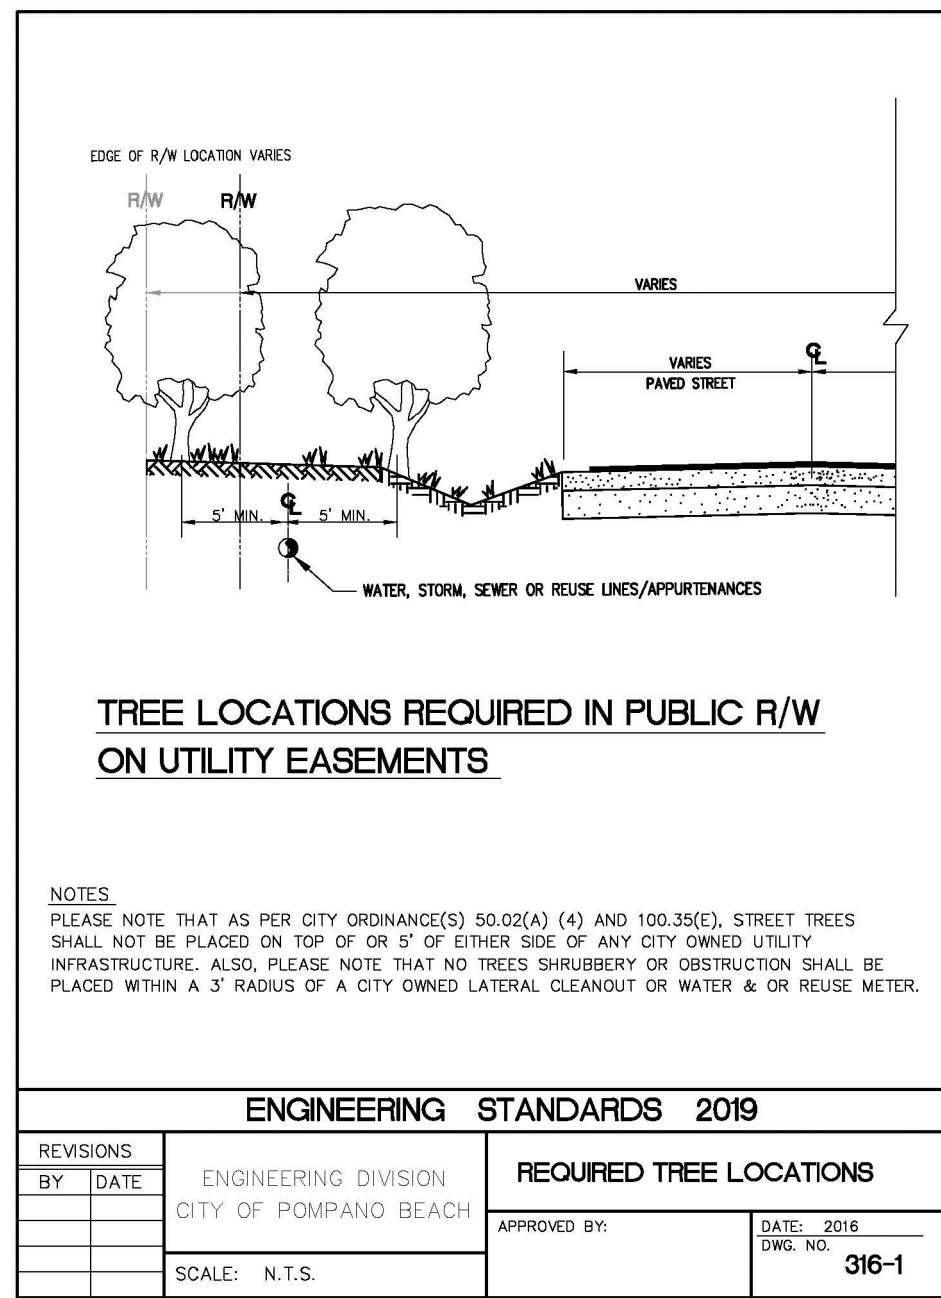 EDGE OF R/W LOCATION VARIES
R/W R/W
VARIES
VARIES
PAVED STREET
CL
CL
5' MIN. 5' MIN.
WATER, STORM, SEWER OR REUSE LINES/APPURTENANCES
TREE LOCATIONS REQUIRED IN PUBLIC R/W
ON UTILITY EASEMENTS
NOTES
PLEASE NOTE THAT AS PER CITY ORDINANCE(S) 50.02(A) (4) AND 100.35(E), STREET TREES
SHALL NOT BE PLACED ON TOP OF OR 5' OF EITHER SIDE OF ANY CITY OWNED UTILITY
INFRASTRUCTURE. ALSO, PLEASE NOTE THAT NO TREES SHRUBBERY OR OBSTRUCTION SHALL BE
PLACED WITHIN A 3' RADIUS OF A CITY OWNED LATERAL CLEANOUT OR WATER & OR REUSE METER.
ENGINEERING STANDARDS 2019
REVISIONS
BY DATE
ENGINEERING DIVISION
CITY OF POMPANO BEACH
SCALE: N.T.S.
REQUIRED TREE LOCATIONS
APPROVED BY:
DATE: 2016
DWG. NO.
316-1